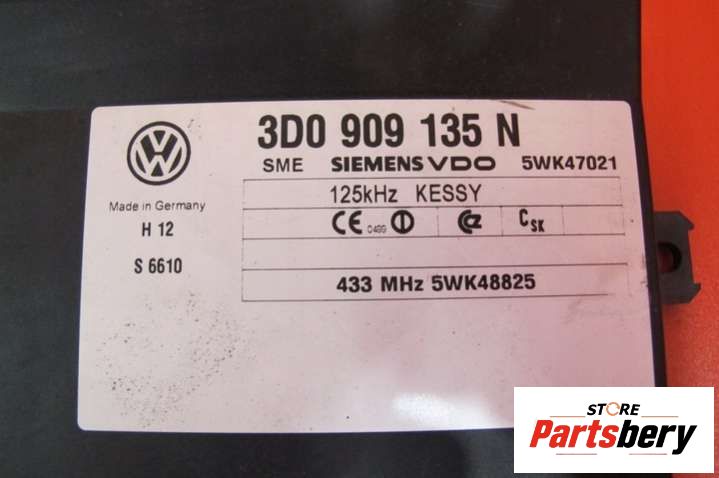 3D0 909 135 N
SME SIEMENS VDO 5WK47021
125kHz KESSY
Made in Germany
H 12
CE 0499 CSK
S 6610
433 MHz 5WK48825
STORE
Partsbery